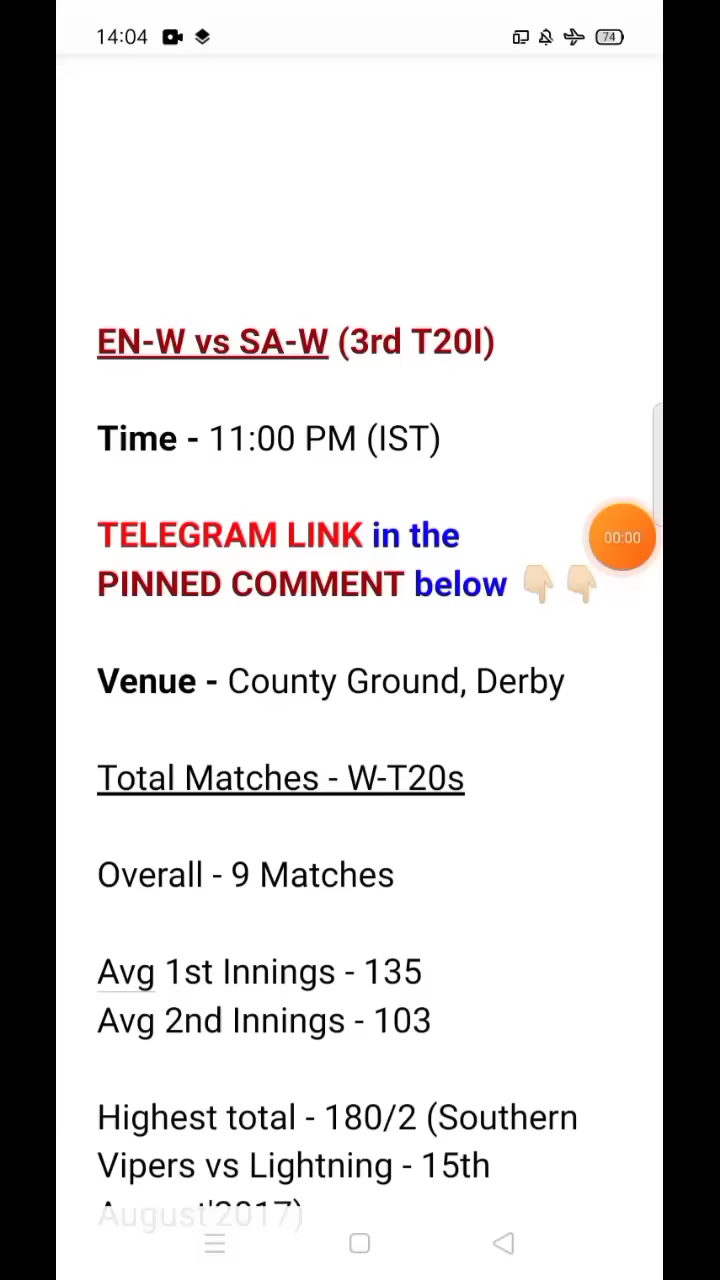 14:04
74
EN-W vs SA-W (3rd T20I)
Time - 11:00 PM (IST)
TELEGRAM LINK in the
00:00
PINNED COMMENT below 👇🏻 👇🏻
Venue - County Ground, Derby
Total Matches - W-T20s
Overall - 9 Matches
Avg 1st Innings - 135
Avg 2nd Innings - 103
Highest total - 180/2 (Southern
Vipers vs Lightning - 15th
August'2017)